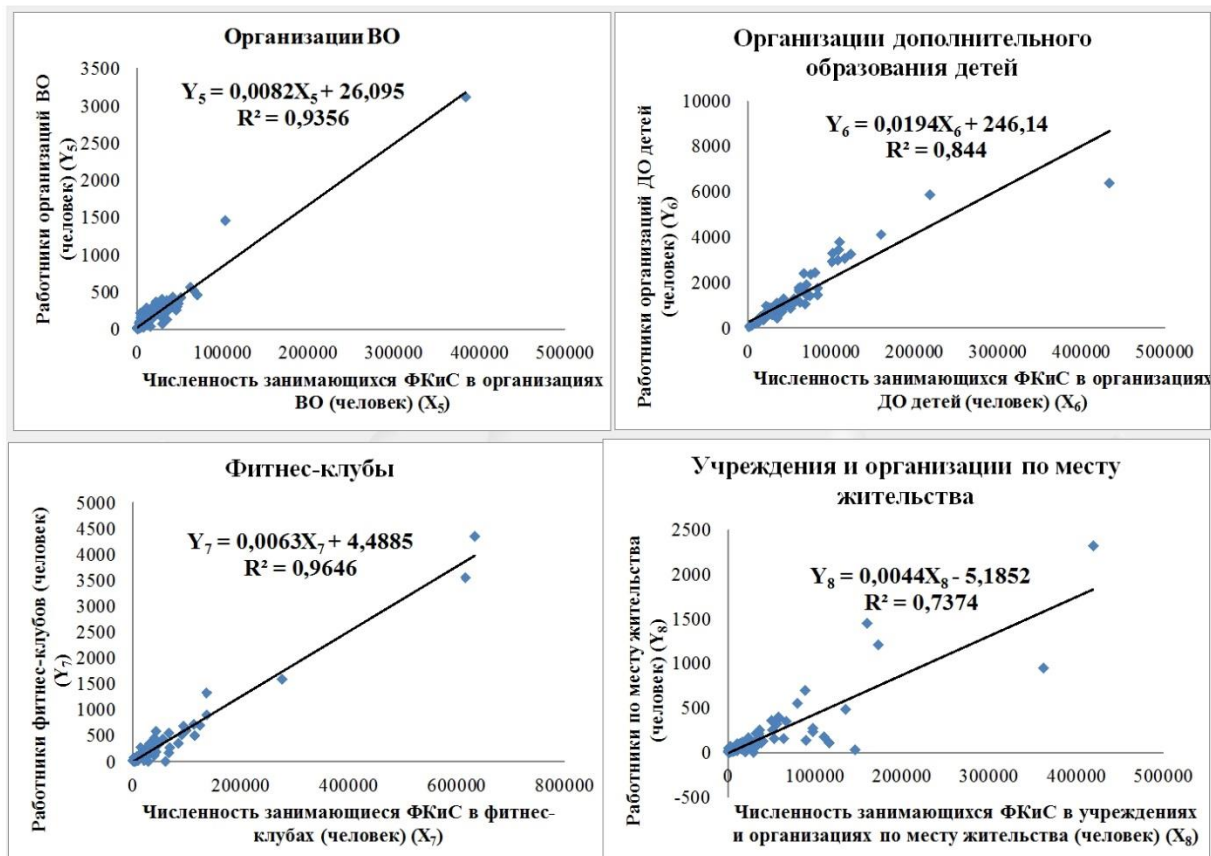 Организации ВО
Работники организаций ВО
(человек) (Y5)
3500
3000
2500
2000
1500
1000
500
0
Y5 = 0,0082X5 + 26,095
R² = 0,9356
0 100000 200000 300000 400000 500000
Численность занимающихся ФКиС в организациях
ВО (человек) (X5)
Организации дополнительного
образования детей
Работники организаций ДО детей
(человек) (Y6)
10000
8000
6000
4000
2000
0
Y6 = 0,0194X6 + 246,14
R² = 0,844
0 100000 200000 300000 400000 500000
Численность занимающихся ФКиС в организациях
ДО детей (человек) (X6)
Фитнес-клубы
Работники фитнес-клубов (человек)
(Y7)
5000
4500
4000
3500
3000
2500
2000
1500
1000
500
0
Y7 = 0,0063X7 + 4,4885
R² = 0,9646
0 200000 400000 600000 800000
Численность занимающиеся ФКиС в фитнес-
клубах (человек) (X7)
Учреждения и организации по месту
жительства
Работники по месту жительства
(человек) (Y8)
2500
2000
1500
1000
500
0
-500
Y8 = 0,0044X8 - 5,1852
R² = 0,7374
0 100000 200000 300000 400000 500000
Численность занимающихся ФКиС в учреждениях
и организациях по месту жительства (человек) (X8)